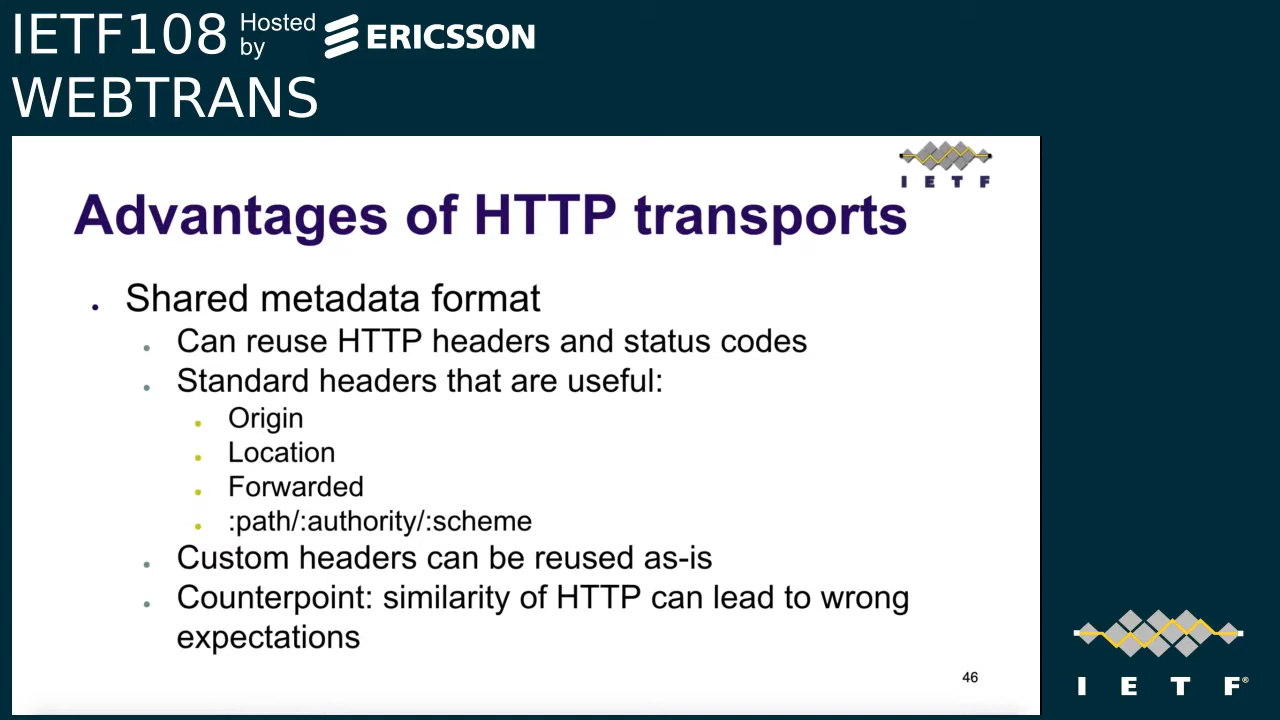 IETF108 Hosted by ERICSSON
WEBTRANS
I E T F
Advantages of HTTP transports
Shared metadata format
Can reuse HTTP headers and status codes
Standard headers that are useful:
Origin
Location
Forwarded
:path/:authority/:scheme
Custom headers can be reused as-is
Counterpoint: similarity of HTTP can lead to wrong
expectations
46
I E T F®